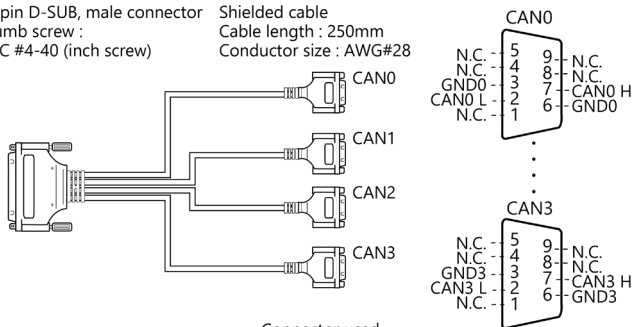 pin D-SUB, male connector
umb screw :
C #4-40 (inch screw)
Shielded cable
Cable length : 250mm
Conductor size : AWG#28
CAN0
CAN1
CAN2
CAN3
CAN0
N.C. 5
N.C. 4
GND0 3
CAN0 L 2
N.C. 1
9 N.C.
8 N.C.
7 CAN0 H
6 GND0
CAN3
N.C. 5
N.C. 4
GND3 3
CAN3 L 2
N.C. 1
9 N.C.
8 N.C.
7 CAN3 H
6 GND3
Connector used